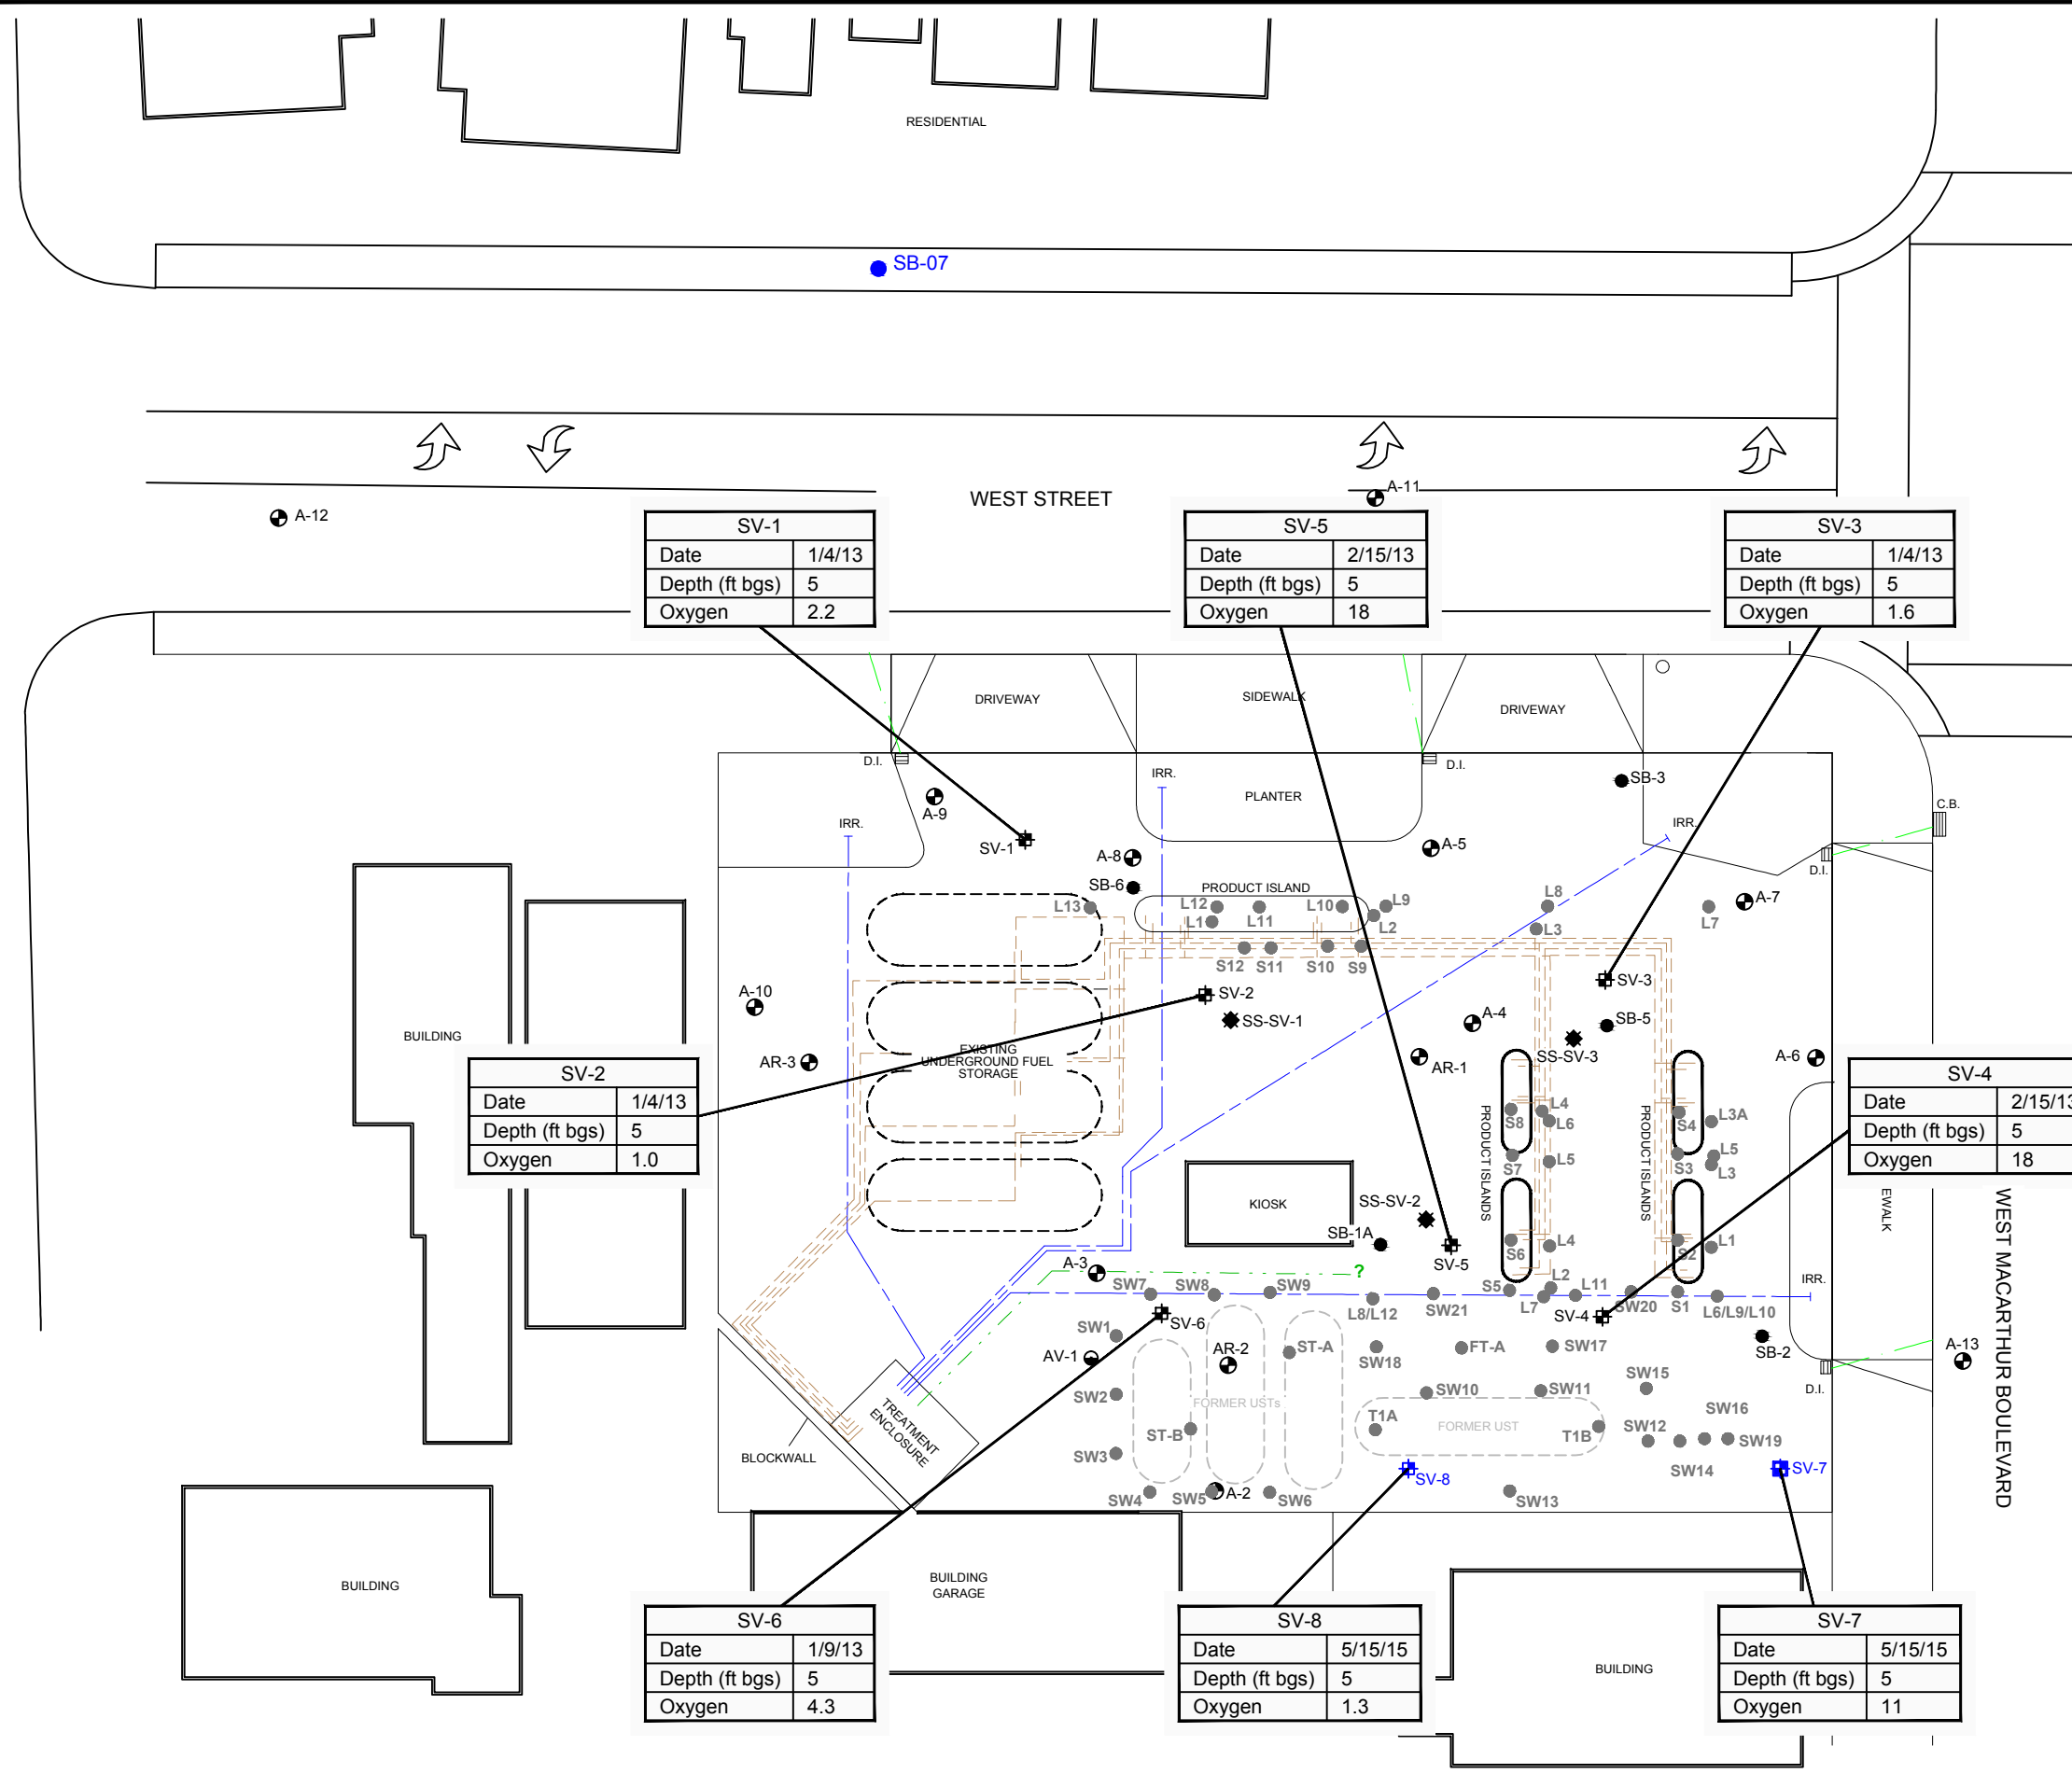 RESIDENTIAL
SB-07
WEST STREET
A-11
A-12
SV-1
Date 1/4/13
Depth (ft bgs) 5
Oxygen 2.2
SV-5
Date 2/15/13
Depth (ft bgs) 5
Oxygen 18
SV-3
Date 1/4/13
Depth (ft bgs) 5
Oxygen 1.6
DRIVEWAY
SIDEWALK
DRIVEWAY
D.I.
D.I.
IRR.
SB-3
PLANTER
A-9
IRR.
IRR.
C.B.
SV-1
A-8
A-5
D.I.
SB-6
PRODUCT ISLAND
L13
L12
L11
L10
L9
L8
L7
A-7
L1
L2
L3
S12
S11
S10
S9
A-10
SV-2
SV-3
SS-SV-1
A-4
SB-5
BUILDING
EXISTING
UNDERGROUND FUEL
STORAGE
AR-3
AR-1
SS-SV-3
A-6
SV-2
Date 1/4/13
Depth (ft bgs) 5
Oxygen 1.0
SV-4
Date 2/15/13
Depth (ft bgs) 5
Oxygen 18
PRODUCT ISLANDS
PRODUCT ISLANDS
S8
L4
L6
S4
L3A
S7
L5
S3
L5
L3
KIOSK
SS-SV-2
SB-1A
S6
L4
S2
L1
EWALK
WEST MACARTHUR BOULEVARD
SV-5
A-3
?
SW7
SW8
SW9
L8/L12
SW21
S5
L2
L7
L11
SW20
S1
L6/L9/L10
IRR.
SV-4
SV-6
SW1
AV-1
AR-2
ST-A
SW18
FT-A
SW17
SB-2
A-13
SW2
FORMER USTs
SW10
SW11
SW15
D.I.
TREATMENT
ENCLOSURE
ST-B
T1A
FORMER UST
T1B
SW12
SW16
SW19
BLOCKWALL
SW3
SW14
SV-8
SV-7
SW4
SW5
A-2
SW6
SW13
BUILDING
BUILDING
GARAGE
BUILDING
SV-6
Date 1/9/13
Depth (ft bgs) 5
Oxygen 4.3
SV-8
Date 5/15/15
Depth (ft bgs) 5
Oxygen 1.3
SV-7
Date 5/15/15
Depth (ft bgs) 5
Oxygen 11